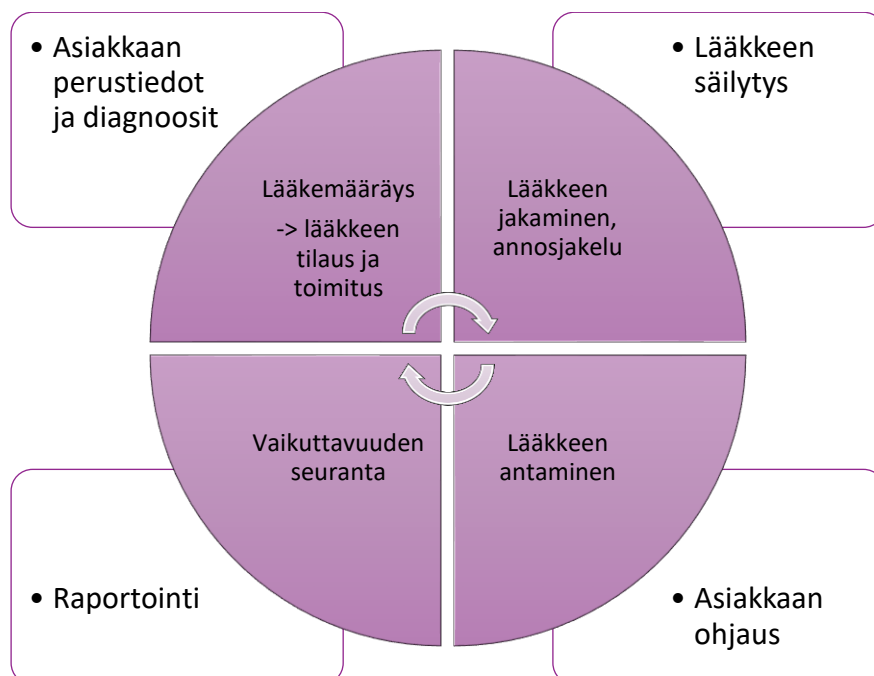 • Asiakkaan
perustiedot
ja diagnoosit
• Lääkkeen
säilytys
Lääkemääräys
-> lääkkeen
tilaus ja
toimitus
Lääkkeen
jakaminen,
annosjakelu
Vaikuttavuuden
seuranta
Lääkkeen
antaminen
• Raportointi
• Asiakkaan
ohjaus